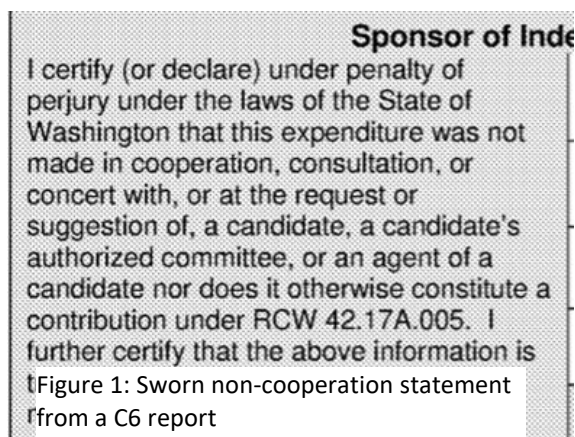 Sponsor of Inde
I certify (or declare) under penalty of
perjury under the laws of the State of
Washington that this expenditure was not
made in cooperation, consultation, or
concert with, or at the request or
suggestion of, a candidate, a candidate's
authorized committee, or an agent of a
candidate nor does it otherwise constitute a
contribution under RCW 42.17A.005. I
further certify that the above information is
Figure 1: Sworn non-cooperation statement
from a C6 report